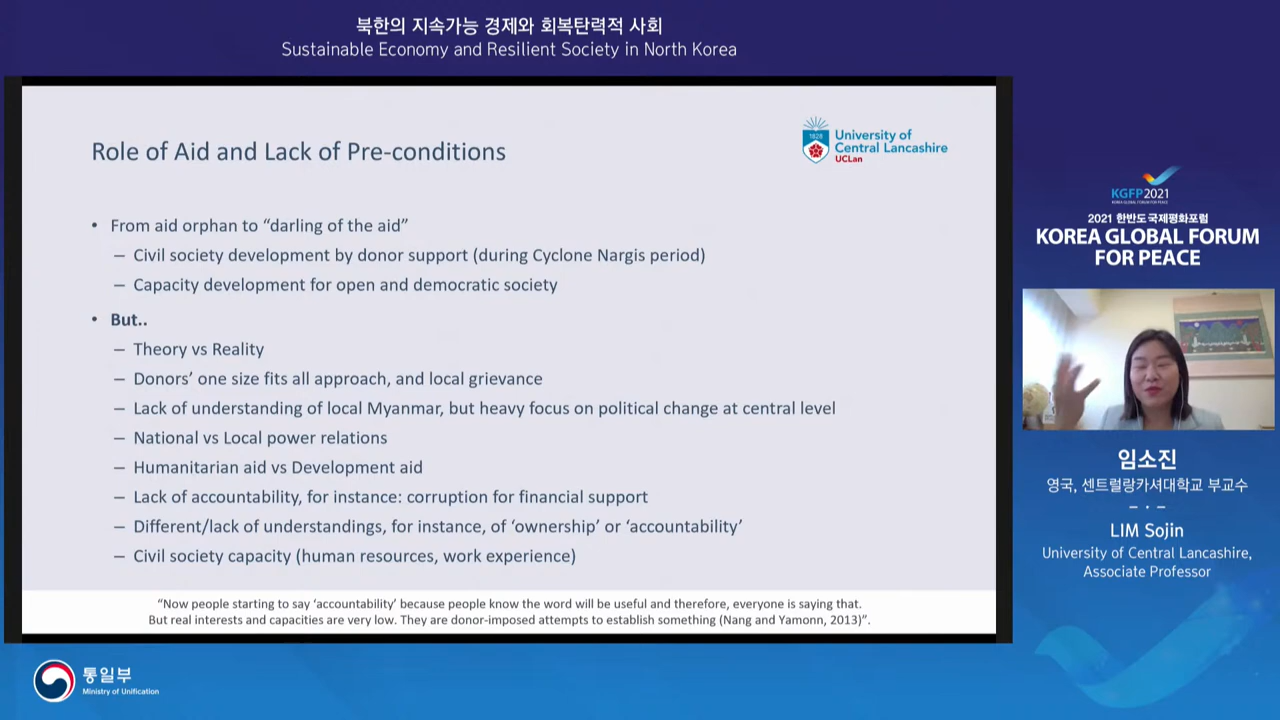 북한의 지속가능 경제와 회복탄력적 사회
Sustainable Economy and Resilient Society in North Korea
Role of Aid and Lack of Pre-conditions
1828
University of
Central Lancashire
UCLan
• From aid orphan to “darling of the aid”
– Civil society development by donor support (during Cyclone Nargis period)
– Capacity development for open and democratic society
• But..
– Theory vs Reality
– Donors’ one size fits all approach, and local grievance
– Lack of understanding of local Myanmar, but heavy focus on political change at central level
– National vs Local power relations
– Humanitarian aid vs Development aid
– Lack of accountability, for instance: corruption for financial support
– Different/lack of understandings, for instance, of ‘ownership’ or ‘accountability’
– Civil society capacity (human resources, work experience)
“Now people starting to say ‘accountability’ because people know the word will be useful and therefore, everyone is saying that.
But real interests and capacities are very low. They are donor-imposed attempts to establish something (Nang and Yamonn, 2013)”.
KGFP2021
KOREA GLOBAL FORUM FOR PEACE
2021 한반도국제평화포럼
KOREA GLOBAL FORUM
FOR PEACE
임소진
영국, 센트럴랑카셔대학교 부교수
LIM Sojin
University of Central Lancashire,
Associate Professor
통일부
Ministry of Unification